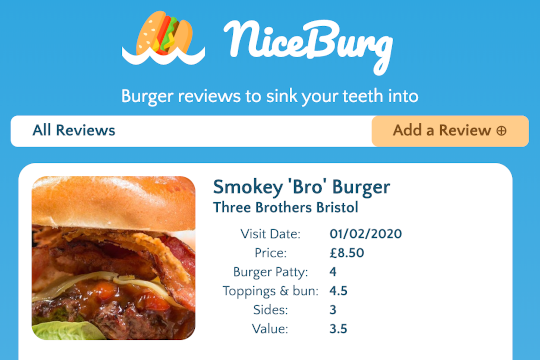 NiceBurg
Burger reviews to sink your teeth into
All Reviews
Add a Review ⊕
Smokey 'Bro' Burger
Three Brothers Bristol
Visit Date: 01/02/2020
Price: £8.50
Burger Patty: 4
Toppings & bun: 4.5
Sides: 3
Value: 3.5